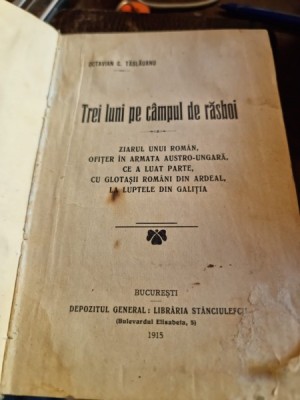 OCTAVIAN C. TĂSLĂUANU
Trei luni pe câmpul de răsboi
ZIARUL UNUI ROMÂN,
OFIȚER ÎN ARMATA AUSTRO-UNGARĂ,
CE A LUAT PARTE,
CU GLOTAȘII ROMÂNI DIN ARDEAL,
LA LUPTELE DIN GALIȚIA
BUCUREȘTI
DEPOZITUL GENERAL: LIBRĂRIA STÂNCIULESCU
(Bulevardul Elisabeta, 5)
1915